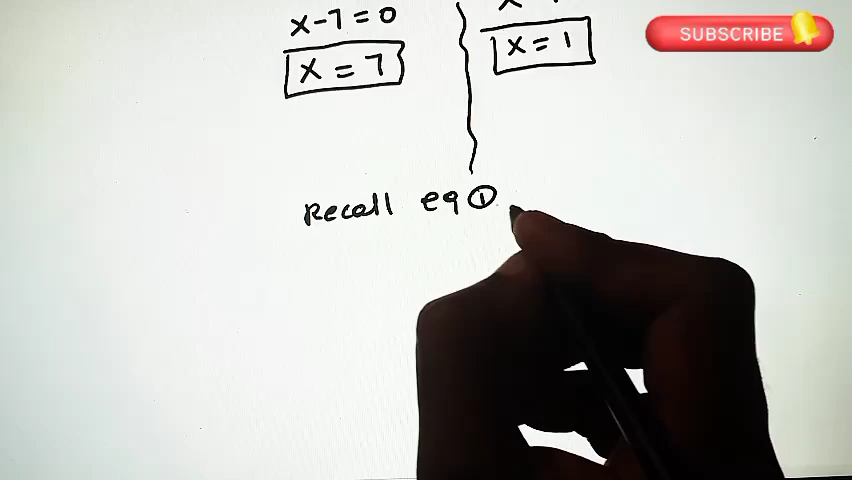 x-7=0
x = 7
x = 1
SUBSCRIBE
Recall eq ①